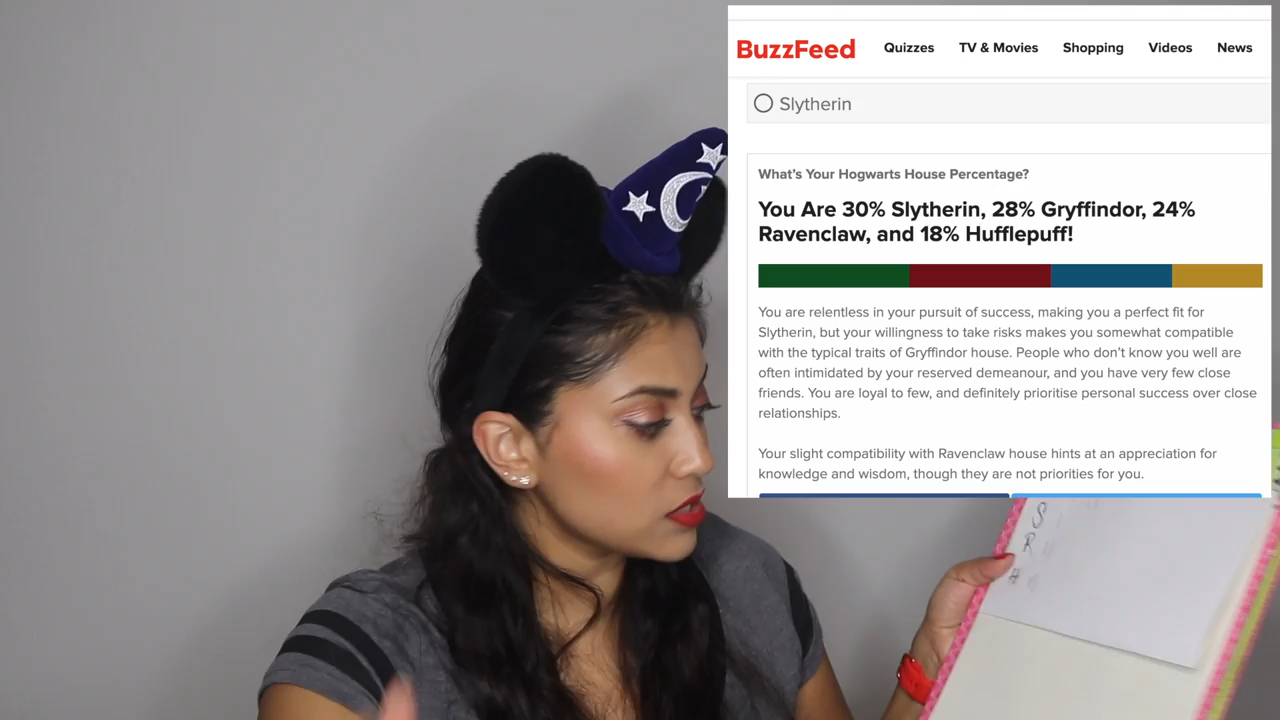 BuzzFeed
Quizzes TV & Movies Shopping Videos News
Slytherin
What's Your Hogwarts House Percentage?
You Are 30% Slytherin, 28% Gryffindor, 24%
Ravenclaw, and 18% Hufflepuff!
You are relentless in your pursuit of success, making you a perfect fit for
Slytherin, but your willingness to take risks makes you somewhat compatible
with the typical traits of Gryffindor house. People who don't know you well are
often intimidated by your reserved demeanour, and you have very few close
friends. You are loyal to few, and definitely prioritise personal success over close
relationships.
Your slight compatibility with Ravenclaw house hints at an appreciation for
knowledge and wisdom, though they are not priorities for you.
S
R
H